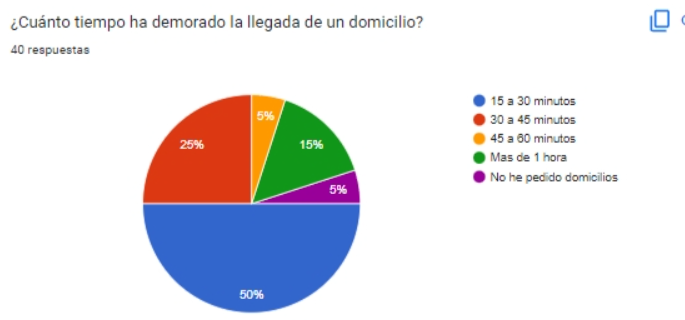 ¿Cuánto tiempo ha demorado la llegada de un domicilio?
40 respuestas
15 a 30 minutos
30 a 45 minutos
45 a 60 minutos
Mas de 1 hora
No he pedido domicilios
5%
25%
15%
5%
50%